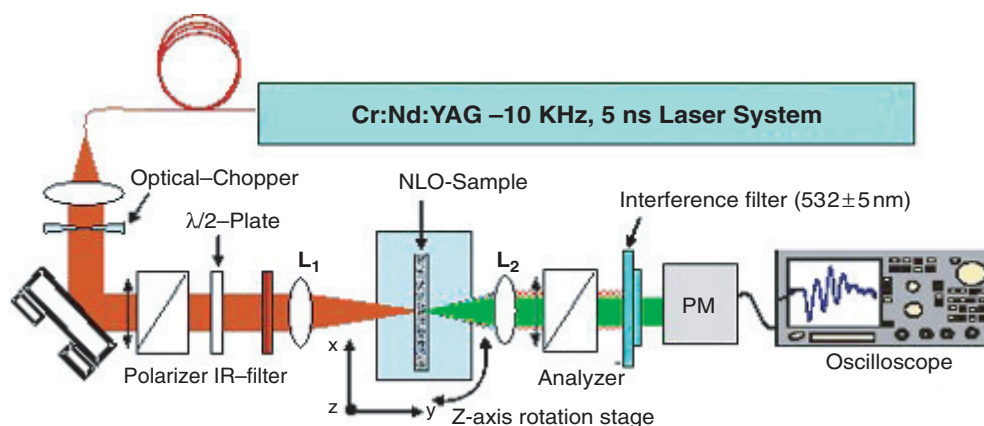 Cr:Nd:YAG –10 KHz, 5 ns Laser System
Optical–Chopper
NLO-Sample
Interference filter (532±5 nm)
λ/2–Plate
L₁
L₂
PM
x
z
y
Polarizer IR–filter
Analyzer
Oscilloscope
Z-axis rotation stage